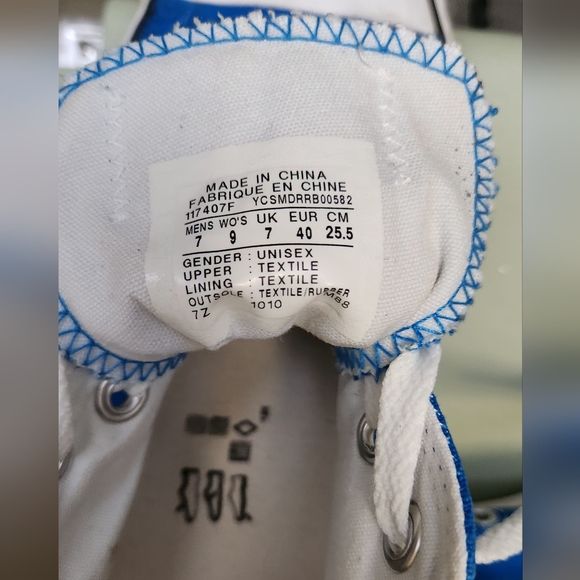 MADE IN CHINA
FABRIQUE EN CHINE
117407F YCSMDRRB00582
MENS WO'S UK EUR CM
7 9 7 40 25.5
GENDER : UNISEX
UPPER : TEXTILE
LINING : TEXTILE
OUTSOLE : TEXTILE/RUBBER
7Z